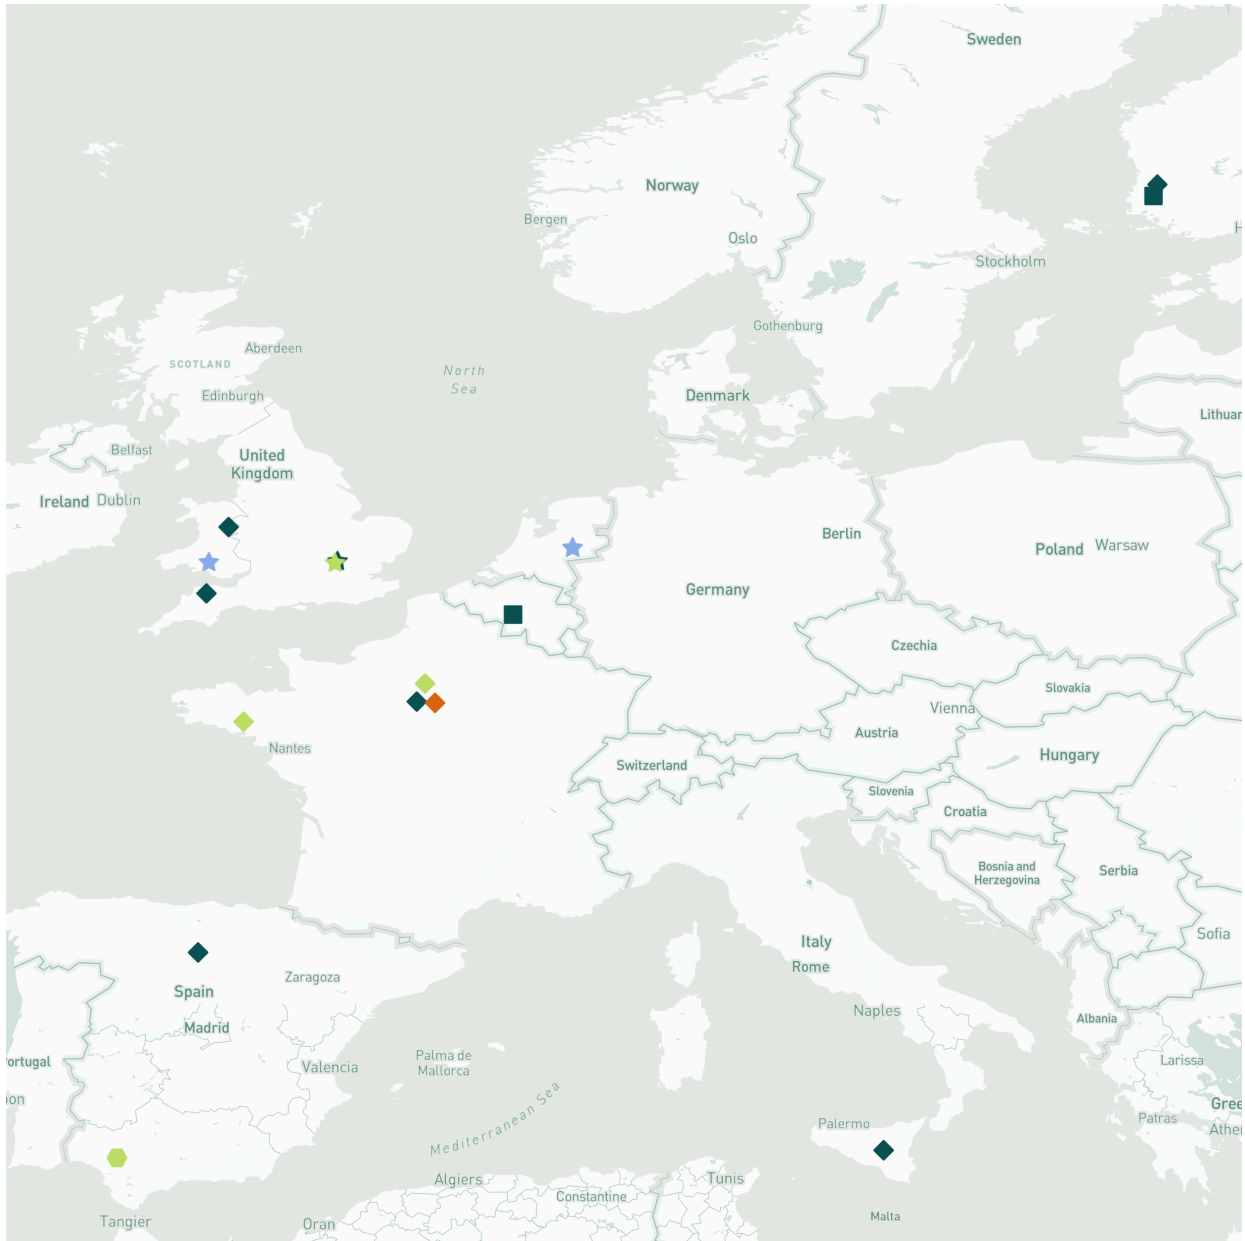 Sweden
Norway
Bergen
Oslo
H
Stockholm
Gothenburg
Aberdeen
SCOTLAND
North
Sea
Edinburgh
Denmark
Lithuar
Belfast
United
Kingdom
Ireland
Dublin
Berlin
Poland
Warsaw
Germany
Czechia
Slovakia
Vienna
Austria
Nantes
Hungary
Switzerland
Slovenia
Croatia
Bosnia and
Herzegovina
Serbia
Sofia
Italy
Rome
Zaragoza
Spain
Madrid
Naples
Albania
Portugal
Valencia
Palma de
Mallorca
Larissa
bon
Mediterranean Sea
Gree
Patras
Athe
Palermo
Algiers
Tunis
Constantine
Tangier
Oran
Malta